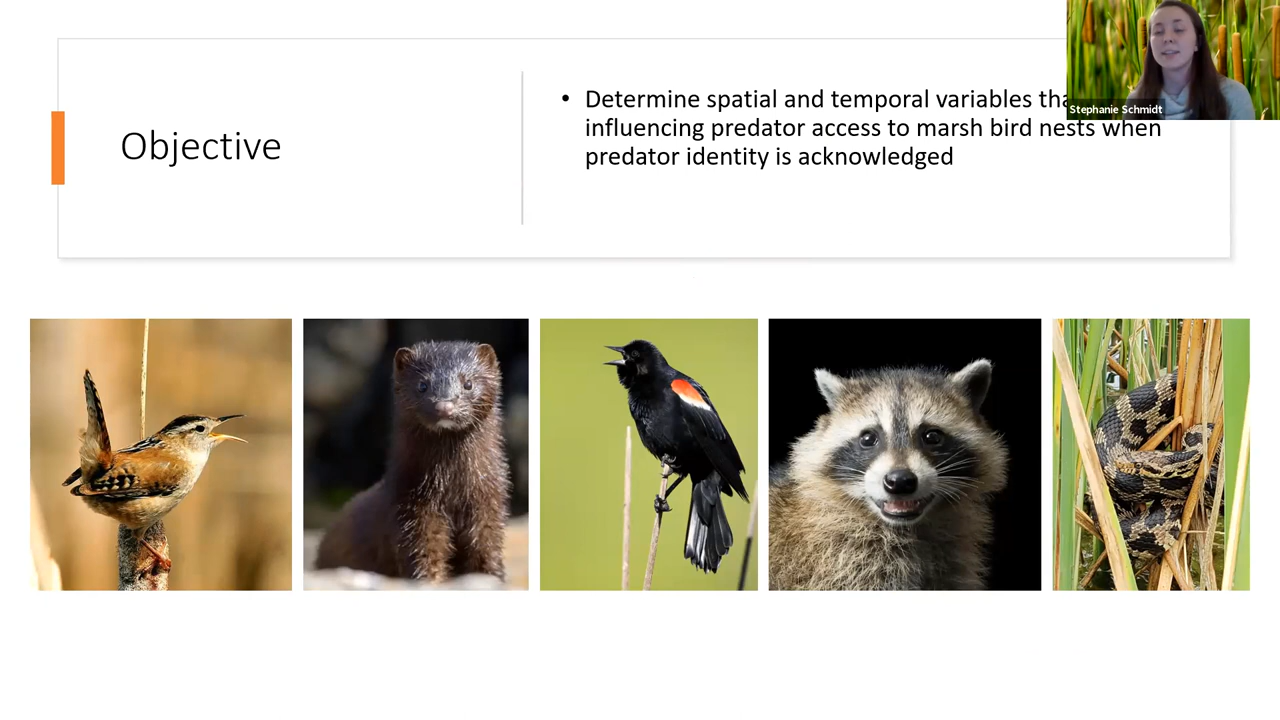 Objective
• Determine spatial and temporal variables
influencing predator access to marsh bird nests when
predator identity is acknowledged
Stephanie Schmidt